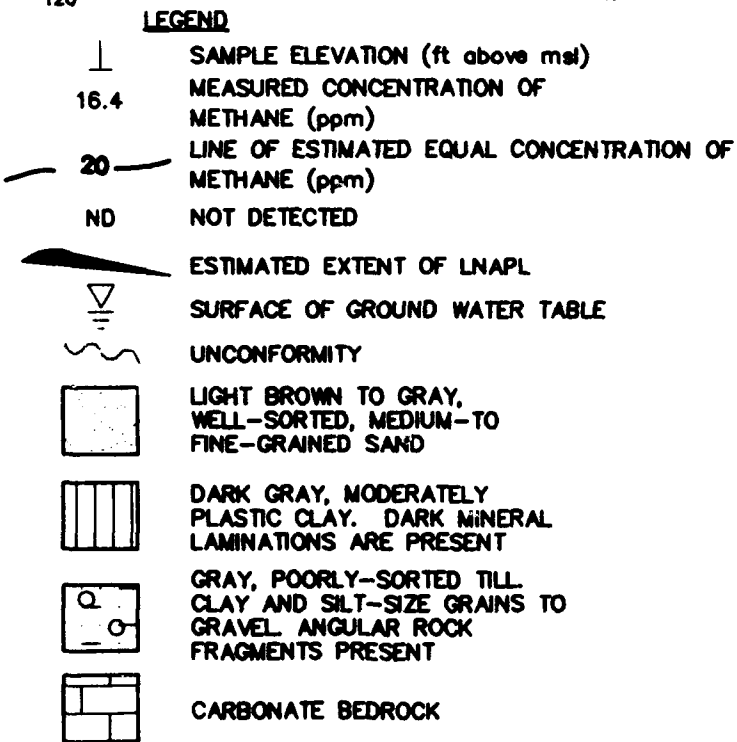 120
LEGEND
SAMPLE ELEVATION (ft above msl)
16.4 MEASURED CONCENTRATION OF
METHANE (ppm)
20 LINE OF ESTIMATED EQUAL CONCENTRATION OF
METHANE (ppm)
ND NOT DETECTED
ESTIMATED EXTENT OF LNAPL
SURFACE OF GROUND WATER TABLE
UNCONFORMITY
LIGHT BROWN TO GRAY,
WELL-SORTED, MEDIUM-TO
FINE-GRAINED SAND
DARK GRAY, MODERATELY
PLASTIC CLAY. DARK MINERAL
LAMINATIONS ARE PRESENT
GRAY, POORLY-SORTED TILL.
CLAY AND SILT-SIZE GRAINS TO
GRAVEL. ANGULAR ROCK
FRAGMENTS PRESENT
CARBONATE BEDROCK